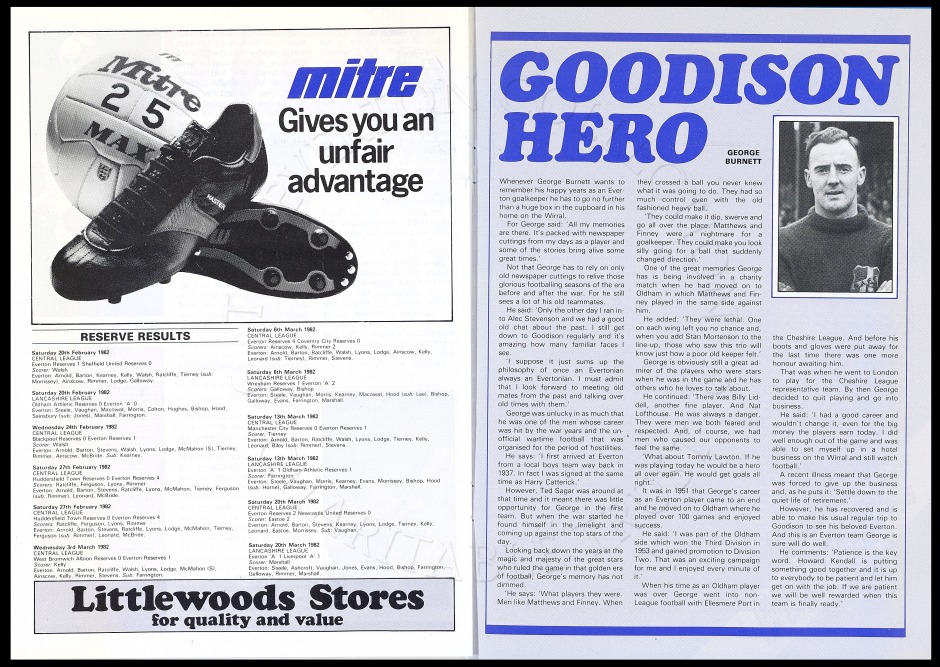 Mitre
25
MAX
MASTER
mitre
Gives you an
unfair
advantage
RESERVE RESULTS
Saturday 20th February 1982
CENTRAL LEAGUE
Everton Reserves 1 Sheffield United Reserves 0
Scorer: Walsh
Everton: Arnold, Barton, Kearney, Kelly, Walsh, Ratcliffe, Tierney (sub:
Morrissey), Ainscow, Rimmer, Lodge, Galloway.
Saturday 20th February 1982
LANCASHIRE LEAGUE
Oldham Athletic Reserves 0 Everton 'A' 0
Everton: Steele, Vaughan, Macowat, Morris, Colton, Hughes, Bishop, Hood,
Sainsbury (sub: Jones), Marshall, Farrington.
Wednesday 24th February 1982
CENTRAL LEAGUE
Blackpool Reserves 0 Everton Reserves 1
Scorer: Walsh
Everton: Arnold, Barton, Stevens, Walsh, Lyons, Lodge, McMahon (S), Tierney,
Rimmer, Ainscow, McBride. Sub: Kearney.
Saturday 27th February 1982
CENTRAL LEAGUE
Huddersfield Town Reserves 0 Everton Reserves 4
Scorers: Ratcliffe, Ferguson, Lyons, Rimmer
Everton: Arnold, Barton, Stevens, Ratcliffe, Lyons, McMahon, Tierney, Ferguson
(sub: Rimmer), Leonard, McBride.
Saturday 27th February 1982
CENTRAL LEAGUE
Huddersfield Town Reserves 0 Everton Reserves 4
Scorers: Ratcliffe, Ferguson, Lyons, Rimmer
Everton: Arnold, Barton, Stevens, Ratcliffe, Lyons, Lodge, McMahon, Tierney,
Ferguson (sub: Rimmer), Leonard, McBride.
Wednesday 3rd March 1982
CENTRAL LEAGUE
West Bromwich Albion Reserves 0 Everton Reserves 1
Scorer: Kelly
Everton: Arnold, Barton, Ratcliffe, Walsh, Lyons, Lodge, McMahon (S),
Ainscow, Kelly, Rimmer, Stevens. Sub: Farrington.
Saturday 6th March 1982
CENTRAL LEAGUE
Everton Reserves 4 Coventry City Reserves 0
Scorers: Ainscow, Kelly, Rimmer 2
Everton: Arnold, Barton, Ratcliffe, Walsh, Lyons, Lodge, Ainscow, Kelly,
Leonard (sub: Tierney), Rimmer, Stevens.
Saturday 6th March 1982
LANCASHIRE LEAGUE
Wrexham Reserves 1 Everton 'A' 2
Scorers: Galloway, Bishop
Everton: Steele, Vaughan, Morris, Kearney, Macowat, Hood (sub: Lee), Bishop,
Galloway, Evans, Farrington, Marshall.
Saturday 13th March 1982
CENTRAL LEAGUE
Manchester City Reserves 0 Everton Reserves 1
Scorer: Tierney
Everton: Arnold, Barton, Ratcliffe, Walsh, Lyons, Lodge, Tierney, Kelly,
Leonard, Biley (sub: Rimmer), Stevens.
Saturday 13th March 1982
LANCASHIRE LEAGUE
Everton 'A' 1 Oldham Athletic Reserves 1
Scorer: Farrington
Everton: Steele, Vaughan, Morris, Kearney, Evans, Macowat, Bishop, Hood
(sub: Horne), Galloway, Farrington, Marshall.
Saturday 20th March 1982
CENTRAL LEAGUE
Everton Reserves 2 Newcastle United Reserves 0
Scorer: Eastoe 2
Everton: Arnold, Barton, Stevens, Kearney, Lyons, Lodge, Tierney, Kelly,
Leonard, Eastoe, McMahon. Sub: Vaughan.
Saturday 20th March 1982
LANCASHIRE LEAGUE
Everton 'A' 1 Liverpool 'A' 1
Scorer: Marshall
Everton: Steele, Ashcroft, Vaughan, Jones, Evans, Hood, Bishop, Farrington,
Galloway, Rimmer, Marshall.
Littlewoods Stores
for quality and value
GOODISON
HERO
GEORGE
BURNETT
Whenever George Burnett wants to
remember his happy years as an Ever-
ton goalkeeper he has to go no further
than a huge box in the cupboard in his
home on the Wirral.
For George said: 'All my memories
are there. It's packed with newspaper
cuttings from my days as a player and
some of the stories bring alive some
great times.'
Not that George has to rely on only
old newspaper cuttings to relive those
glorious footballing seasons of the era
before and after the war. For he still
sees a lot of his old teammates.
He said: 'Only the other day I ran in-
to Alec Stevenson and we had a good
old chat about the past. I still get
down to Goodison regularly and it's
amazing how many familiar faces I
see.
'I suppose it just sums up the
philosophy of once an Evertonian
always an Evertonian. I must admit
that I look forward to meeting old
mates from the past and talking over
old times with them.'
George was unlucky in as much that
he was one of the men whose career
was hit by the war years and the un-
official wartime football that was
organised for the period of hostilities.
He says: 'I first arrived at Everton
from a local boys team way back in
1937. In fact I was signed at the same
time as Harry Catterick.'
However, Ted Sagar was around at
that time and it meant there was little
opportunity for George in the first
team. But when the war started he
found himself in the limelight and
coming up against the top stars of the
day.
Looking back down the years at the
magic and majesty of the great stars
who ruled the game in that golden era
of football, George's memory has not
dimmed.
'He says: 'What players they were.
Men like Matthews and Finney. When
they crossed a ball you never knew
what it was going to do. They had so
much control even with the old
fashioned heavy ball.
'They could make it dip, swerve and
go all over the place. Matthews and
Finney were a nightmare for a
goalkeeper. They could make you look
silly going for a ball that suddenly
changed direction.'
One of the great memories George
has is being involved in a charity
match when he had moved on to
Oldham in which Matthews and Fin-
ney played in the same side against
him.
He added: 'They were lethal. One
on each wing left you no chance and,
when you add Stan Mortenson to the
line-up, those who saw this trio will
know just how a poor old keeper felt.'
George is obviously still a great ad-
mirer of the players who were stars
when he was in the game and he has
others who he loves to talk about.
He continued: 'There was Billy Lid-
dell, another fine player. And Nat
Lofthouse. He was always a danger.
They were men we both feared and
respected. And, of course, we had
men who caused our opponents to
feel the same.
'What about Tommy Lawton. If he
was playing today he would be a hero
all over again. He would get goals all
right.'
It was in 1951 that George's career
as an Everton player came to an end
and he moved on to Oldham where he
played over 100 games and enjoyed
success.
He said: 'I was part of the Oldham
side which won the Third Division in
1953 and gained promotion to Division
Two. That was an exciting campaign
for me and I enjoyed every minute of
it.'
When his time as an Oldham player
was over George went into non-
League football with Ellesmere Port in
the Cheshire League. And before his
boots and gloves were put away for
the last time there was one more
honour awaiting him.
That was when he went to London
to play for the Cheshire League
representative team. By then George
decided to quit playing and go into
business.
He said: 'I had a good career and
wouldn't change it, even for the big
money the players earn today. I did
well enough out of the game and was
able to set myself up in a hotel
business on the Wirral and still watch
football.'
A recent illness meant that George
was forced to give up the business
and, as he puts it: 'Settle down to the
quiet life of retirement.'
However, he has recovered and is
able to make his usual regular trip to
Goodison to see his beloved Everton.
And this is an Everton team George is
sure will do well.
He comments: 'Patience is the key
word. Howard Kendall is putting
something good together and it is up
to everybody to be patient and let him
get on with the job. If we are patient
we will be well rewarded when this
team is finally ready.'